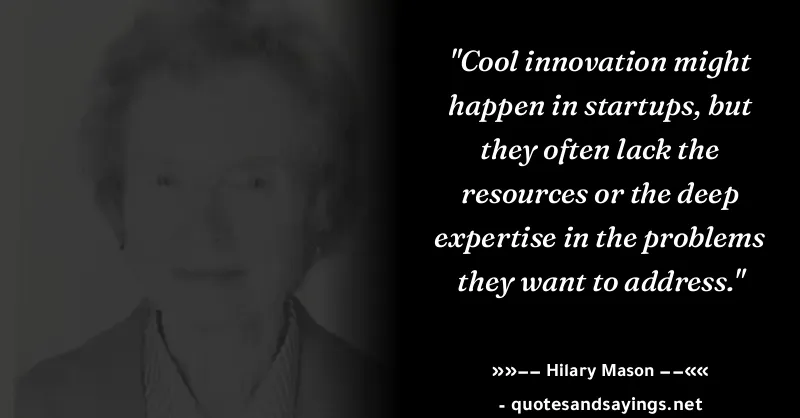 "Cool innovation might
happen in startups, but
they often lack the
resources or the deep
expertise in the problems
they want to address."
»»–– Hilary Mason ––««
- quotesandsayings.net